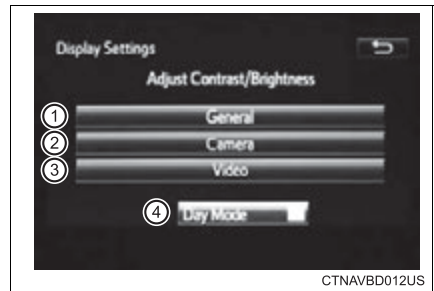 Display Settings
Adjust Contrast/Brightness
1 General
2 Camera
3 Video
4 Day Mode
CTNAVBD012US